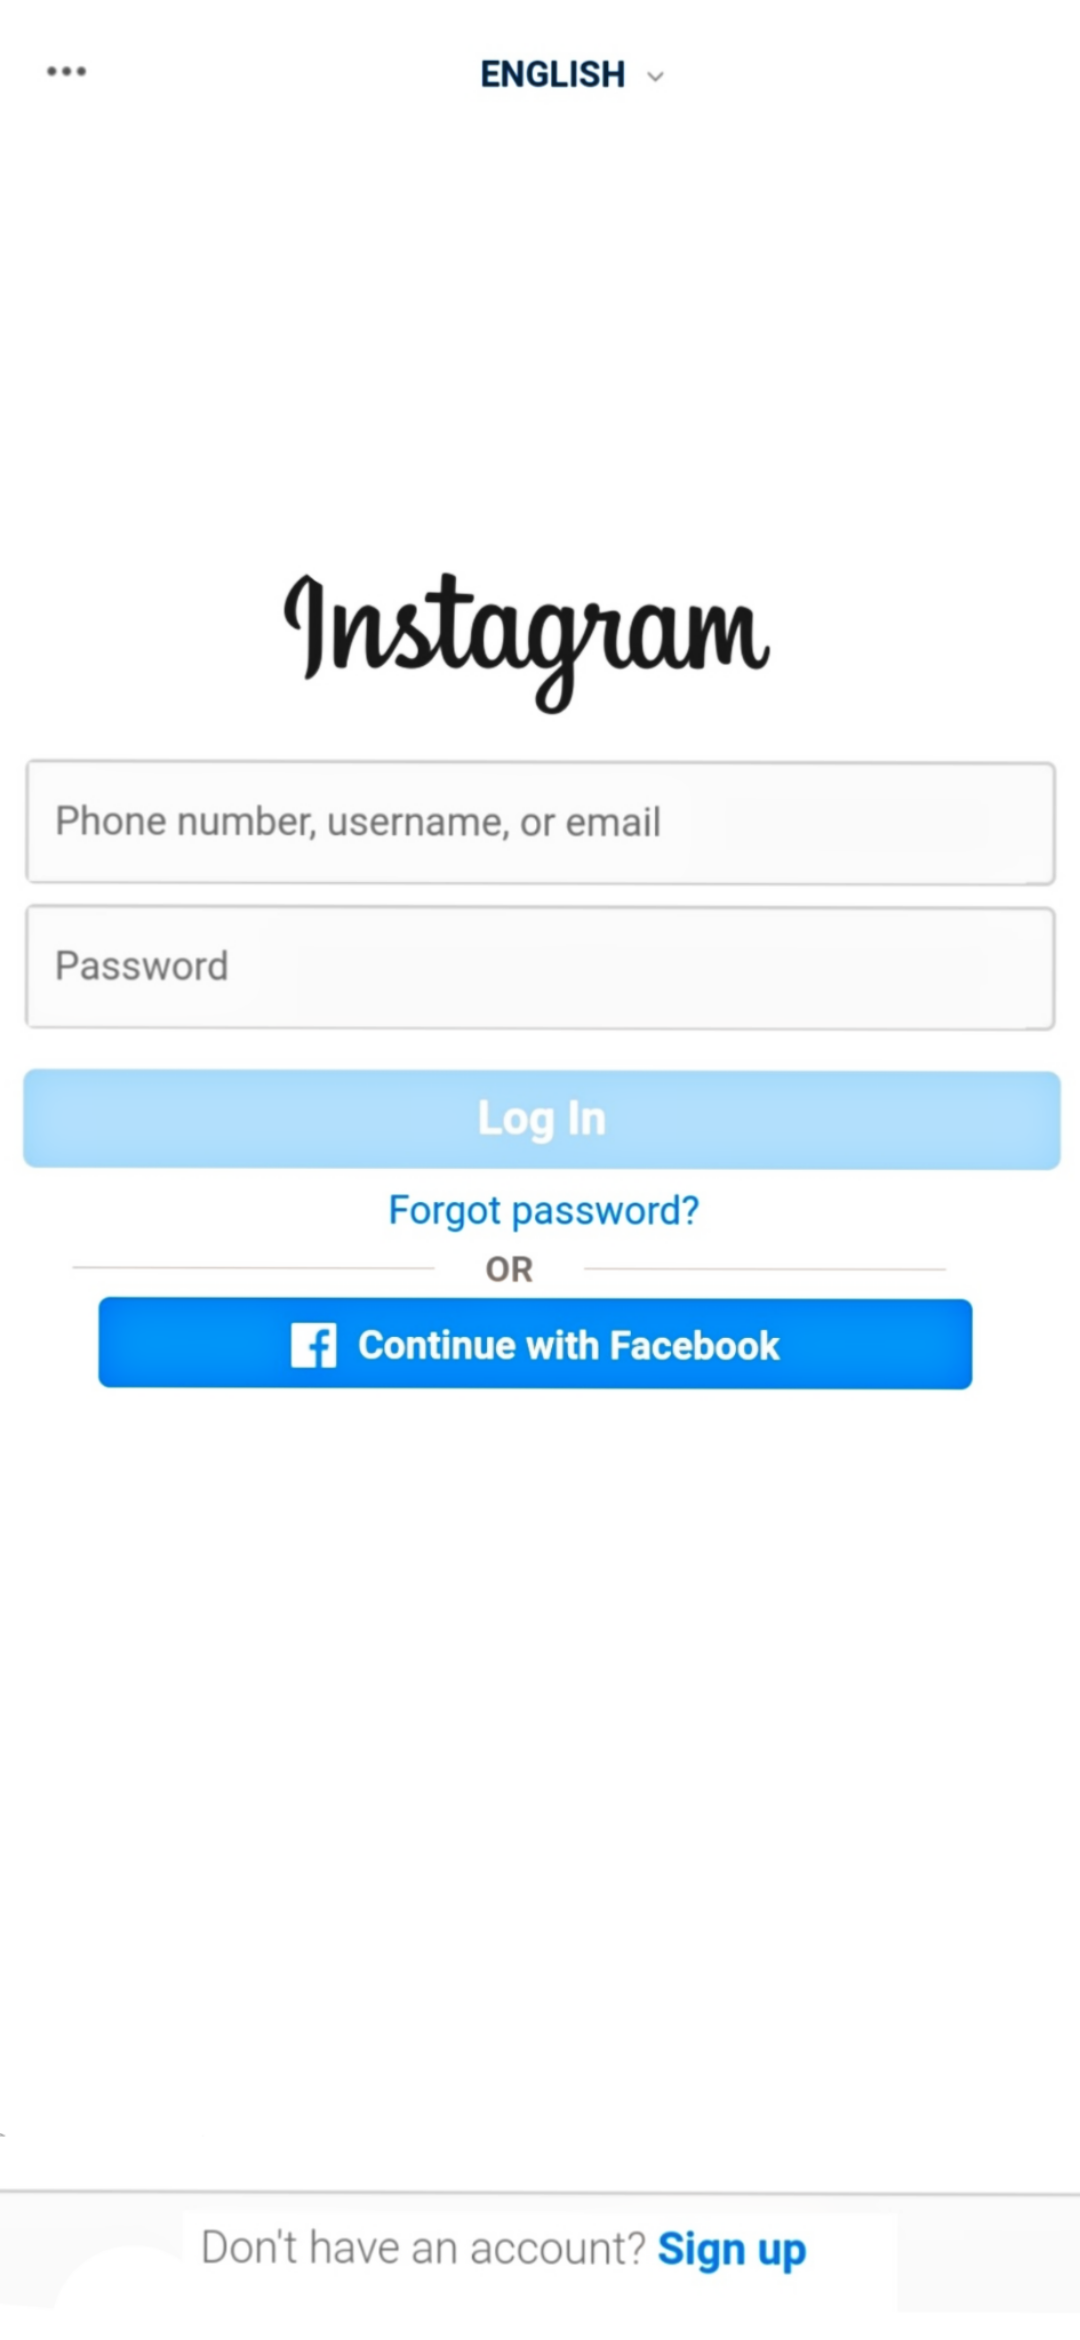 ENGLISH
Instagram
Phone number, username, or email
Password
Log In
Forgot password?
OR
Continue with Facebook
Don't have an account? Sign up